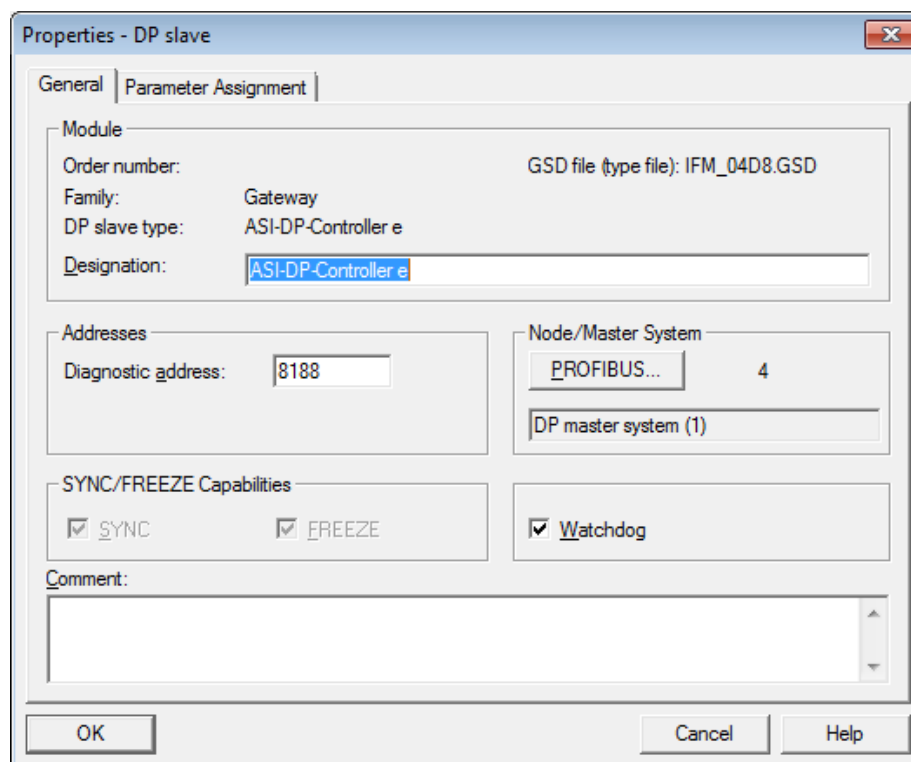 Properties - DP slave
General Parameter Assignment
Module
Order number: GSD file (type file): IFM_04D8.GSD
Family: Gateway
DP slave type: ASI-DP-Controller e
Designation: ASI-DP-Controller e
Addresses
Diagnostic address: 8188
Node/Master System
PROFIBUS... 4
DP master system (1)
SYNC/FREEZE Capabilities
SYNC FREEZE
Watchdog
Comment:
OK Cancel Help